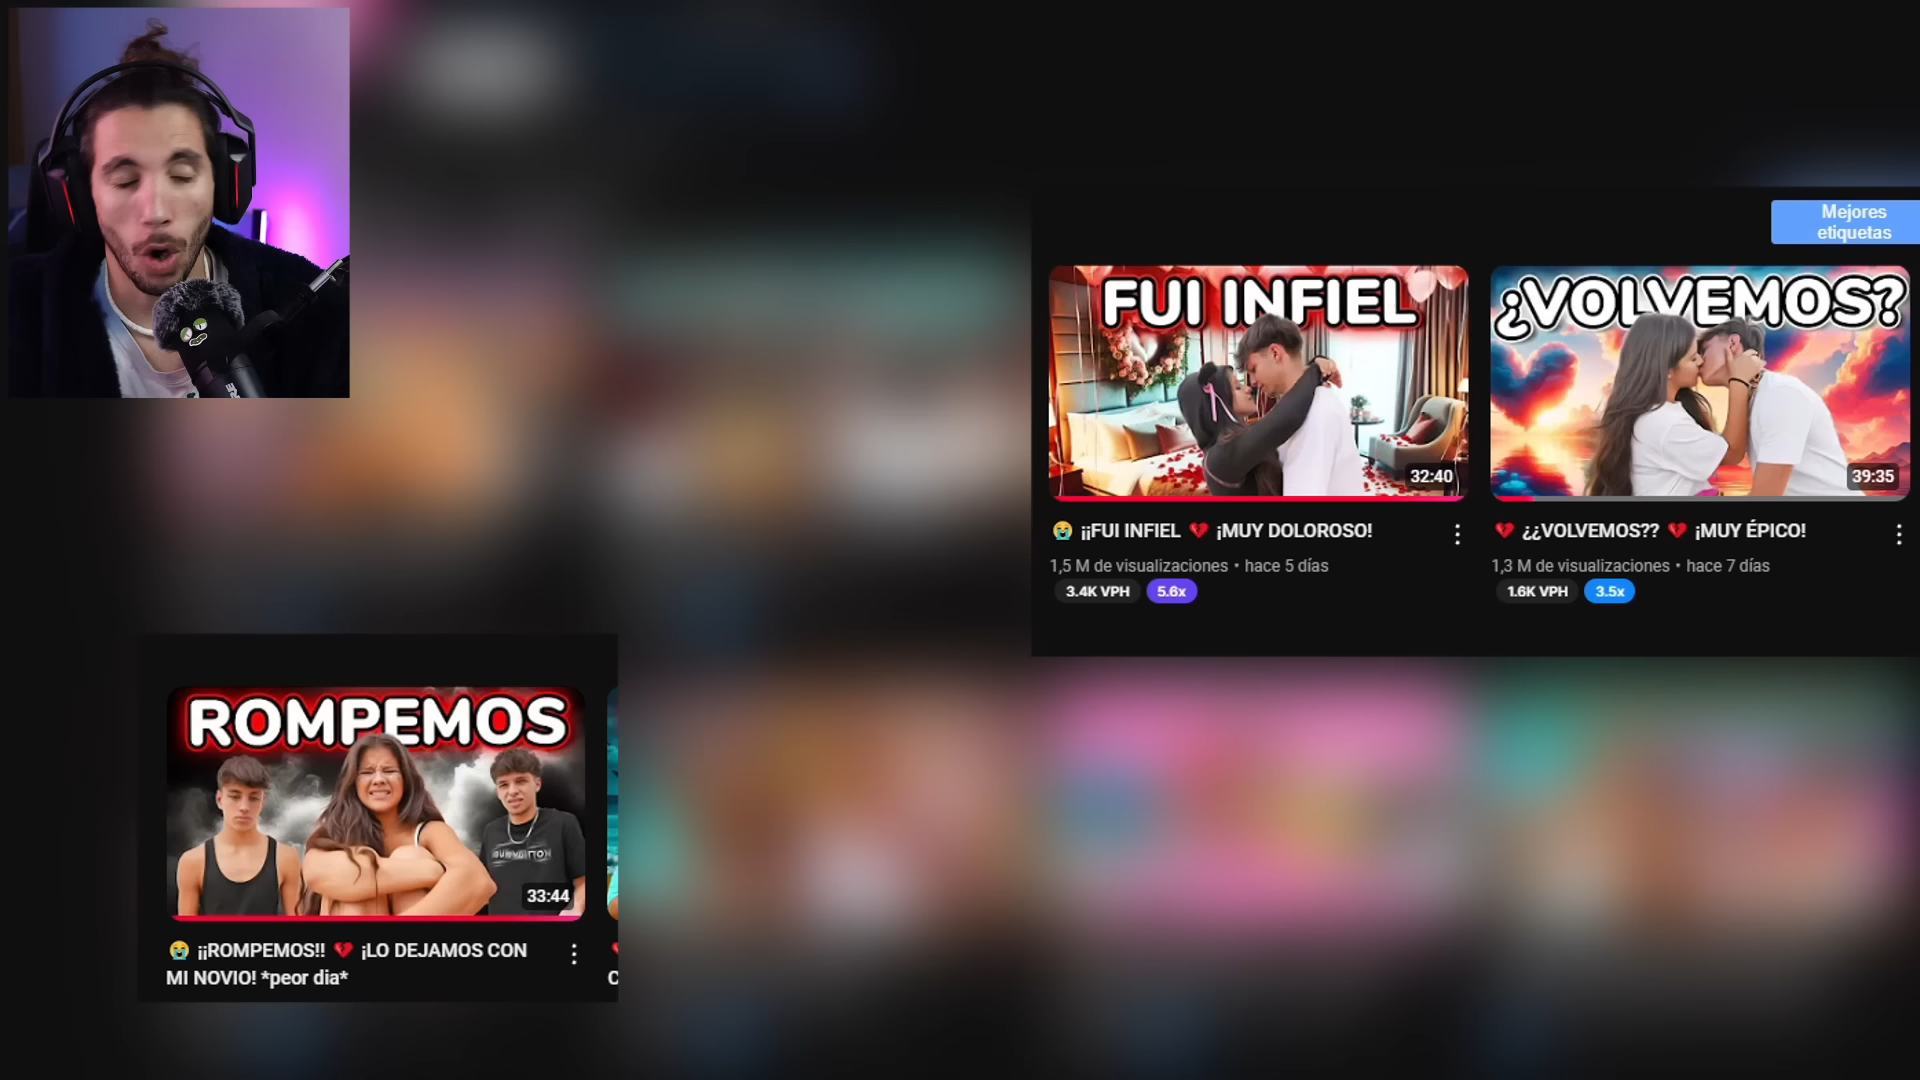 Mejores
etiquetas
FUI INFIEL
32:40
😭 ¡¡FUI INFIEL 💔 ¡MUY DOLOROSO!
1,5 M de visualizaciones • hace 5 días
3.4K VPH 5.6x
¿VOLVEMOS?
39:35
💔 ¿¿VOLVEMOS?? 💔 ¡MUY ÉPICO!
1,3 M de visualizaciones • hace 7 días
1.6K VPH 3.5x
ROMPEMOS
33:44
😭 ¡¡ROMPEMOS!! 💔 ¡LO DEJAMOS CON
MI NOVIO! *peor dia*